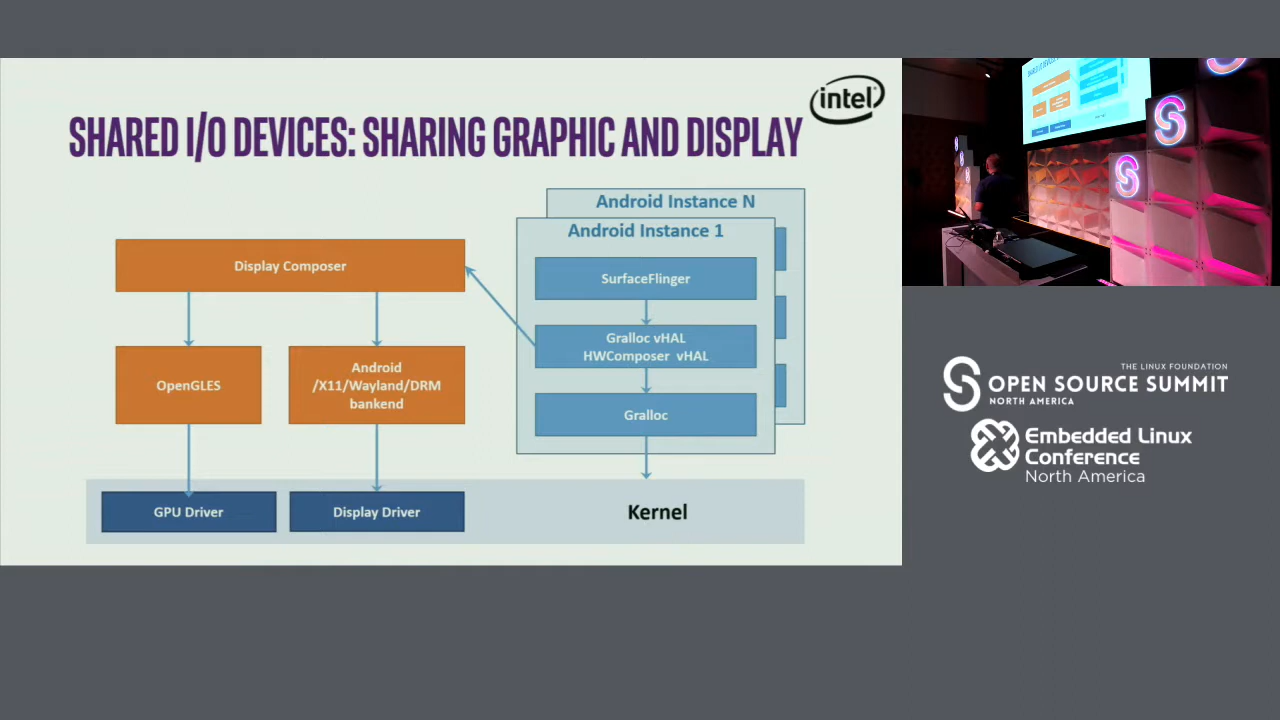 intel
SHARED I/O DEVICES: SHARING GRAPHIC AND DISPLAY
Android Instance N
Android Instance 1
Display Composer
SurfaceFlinger
Gralloc vHAL
HWComposer vHAL
OpenGLES
Android
/X11/Wayland/DRM
bankend
Gralloc
GPU Driver
Display Driver
Kernel
THE LINUX FOUNDATION
OPEN SOURCE SUMMIT
NORTH AMERICA
Embedded Linux
Conference
North America